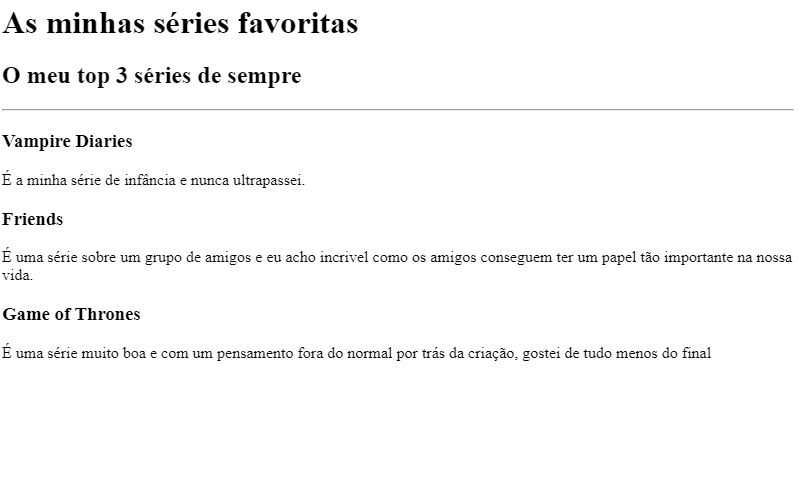 As minhas séries favoritas
O meu top 3 séries de sempre
Vampire Diaries
É a minha série de infância e nunca ultrapassei.
Friends
É uma série sobre um grupo de amigos e eu acho incrivel como os amigos conseguem ter um papel tão importante na nossa
vida.
Game of Thrones
É uma série muito boa e com um pensamento fora do normal por trás da criação, gostei de tudo menos do final